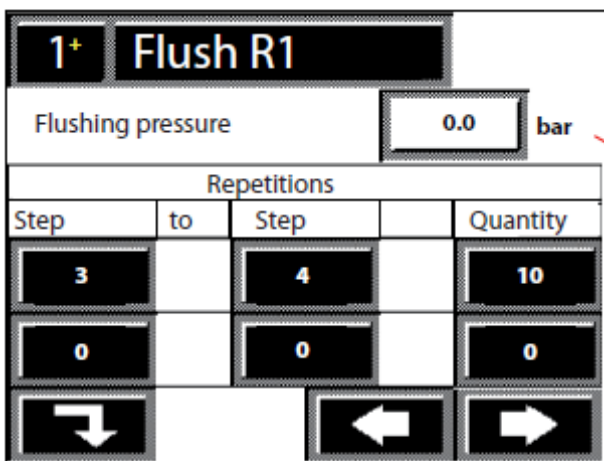 1+ Flush R1
Flushing pressure 0.0 bar
Repetitions
Step to Step Quantity
3 4 10
0 0 0